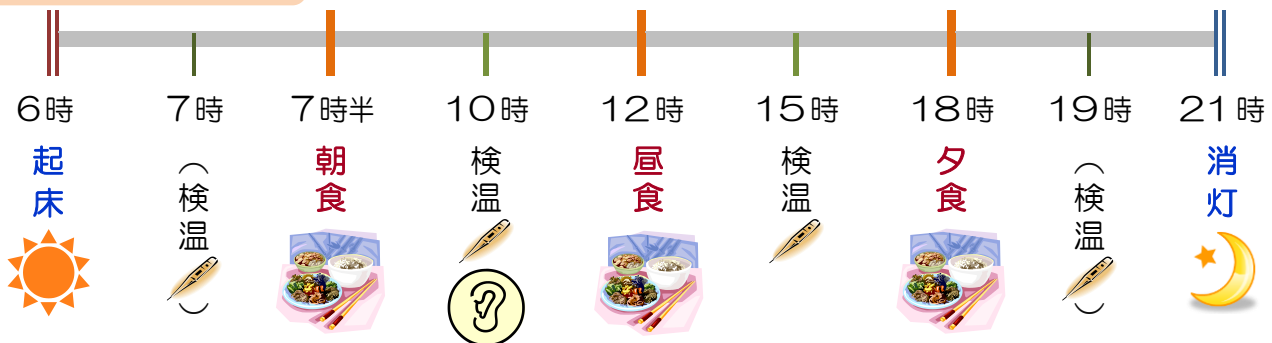 6時
7時
7時半
10時
12時
15時
18時
19時
21時
起床
（検温）
朝食
検温
昼食
検温
夕食
（検温）
消灯